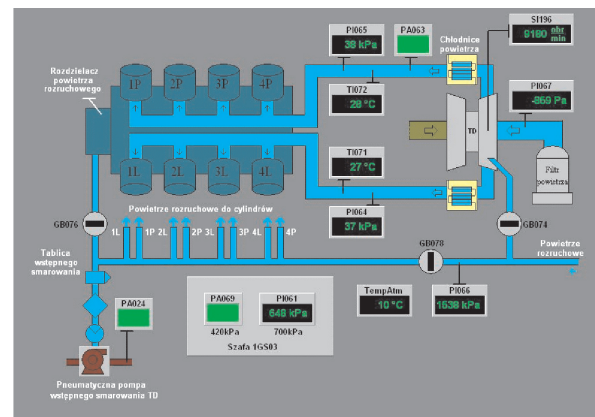 SI196
9180 obr min
PI065
38 kPa
PA063
Chłodnice
powietrza
Rozdzielacz
powietrza
rozruchowego
1P 2P 3P 4P
TI072
28 °C
PI067
-869 Pa
TD
TI071
27 °C
1L 2L 3L 4L
Filtr
powietrza
Powietrze rozruchowe do cylindrów
PI064
37 kPa
GB076
1L 1P 2L 2P 3L 3P 4L 4P
GB074
GB078
Powietrze
rozruchowe
Tablica
wstępnego
smarowania
PA024
PA069
PI061
648 kPa
420kPa
700kPa
Szafa 1GS03
TempAtm
10 °C
PI066
1538 kPa
Pneumatyczna pompa
wstępnego smarowania TD